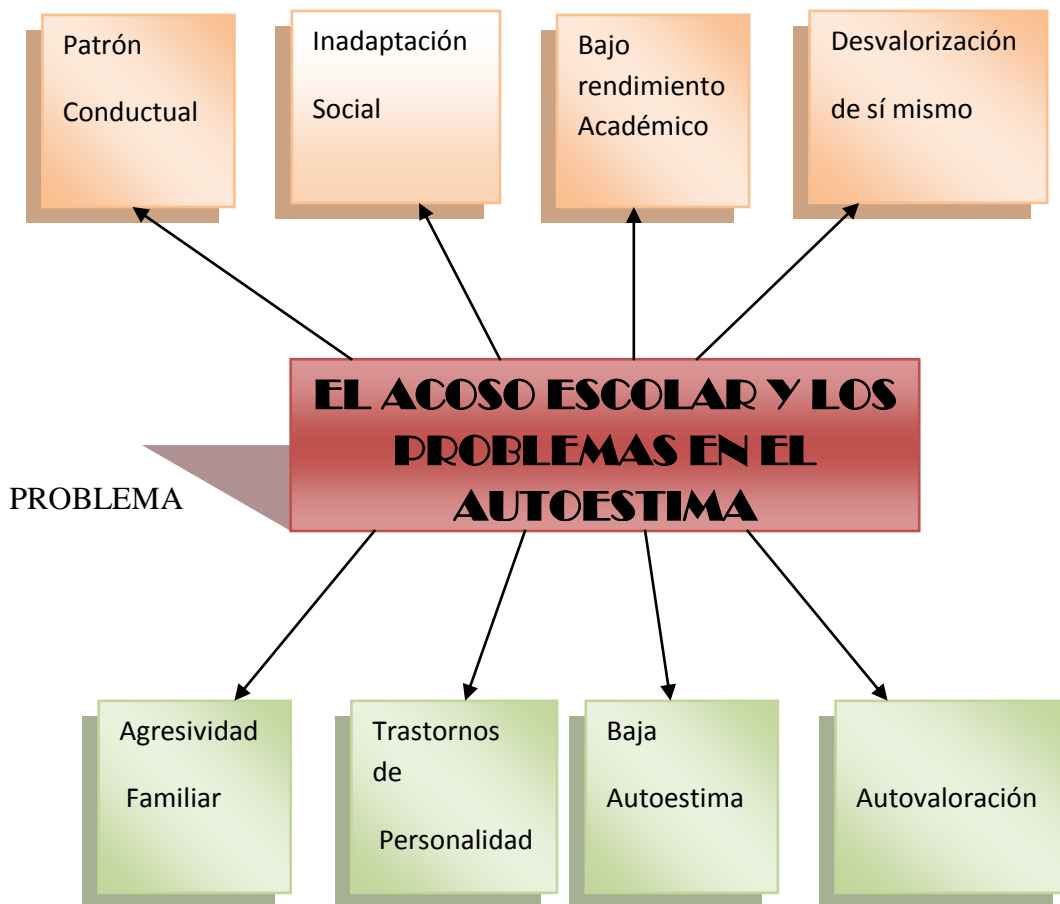 Patrón
Conductual
Inadaptación
Social
Bajo
rendimiento
Académico
Desvalorización
de sí mismo
EL ACOSO ESCOLAR Y LOS
PROBLEMAS EN EL
AUTOESTIMA
PROBLEMA
Agresividad
Familiar
Trastornos
de
Personalidad
Baja
Autoestima
Autovaloración